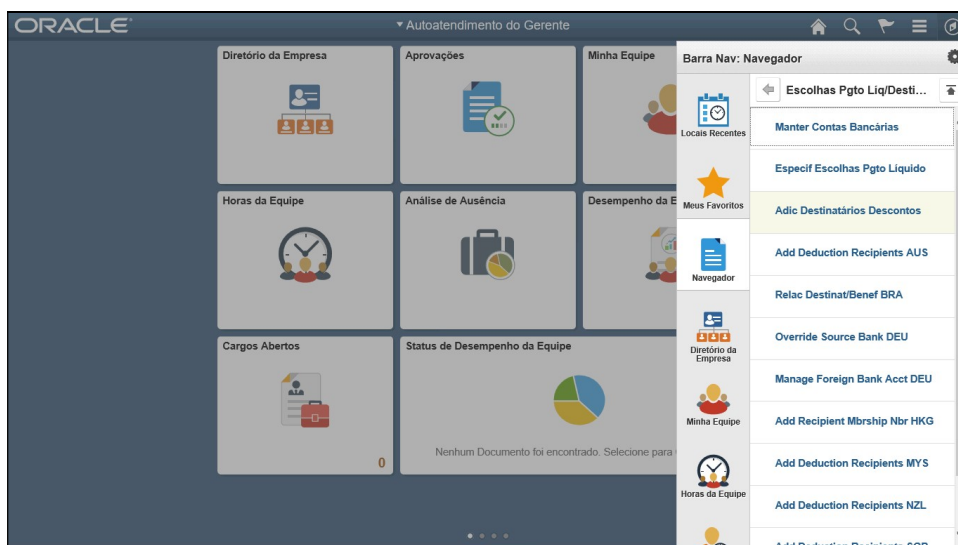 ORACLE
Autoatendimento do Gerente
Diretório da Empresa
Aprovações
Minha Equipe
Horas da Equipe
Análise de Ausência
Desempenho da E
Cargos Abertos
0
Status de Desempenho da Equipe
Nenhum Documento foi encontrado. Selecione para
Barra Nav: Navegador
Locais Recentes
Meus Favoritos
Navegador
Diretório da
Empresa
Minha Equipe
Horas da Equipe
Escolhas Pgto Liq/Desti...
Manter Contas Bancárias
Especif Escolhas Pgto Líquido
Adic Destinatários Descontos
Add Deduction Recipients AUS
Relac Destinat/Benef BRA
Override Source Bank DEU
Manage Foreign Bank Acct DEU
Add Recipient Mbrship Nbr HKG
Add Deduction Recipients MYS
Add Deduction Recipients NZL
Add Deduction Recipients SGP